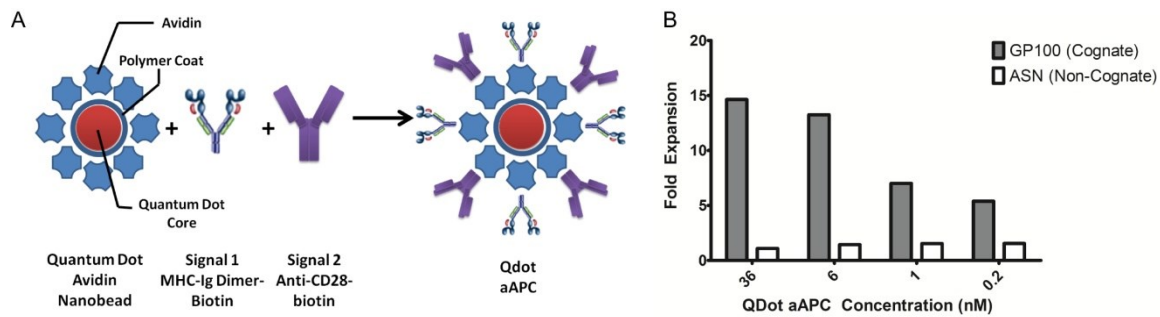 A
Avidin
Polymer Coat
+
+
Quantum Dot
Core
Quantum Dot
Avidin
Nanobead
Signal 1
MHC-Ig Dimer-
Biotin
Signal 2
Anti-CD28-
biotin
Qdot
aAPC
B
GP100 (Cognate)
ASN (Non-Cognate)
Fold Expansion
20
15
10
5
0
36
6
1
0.2
QDot aAPC Concentration (nM)